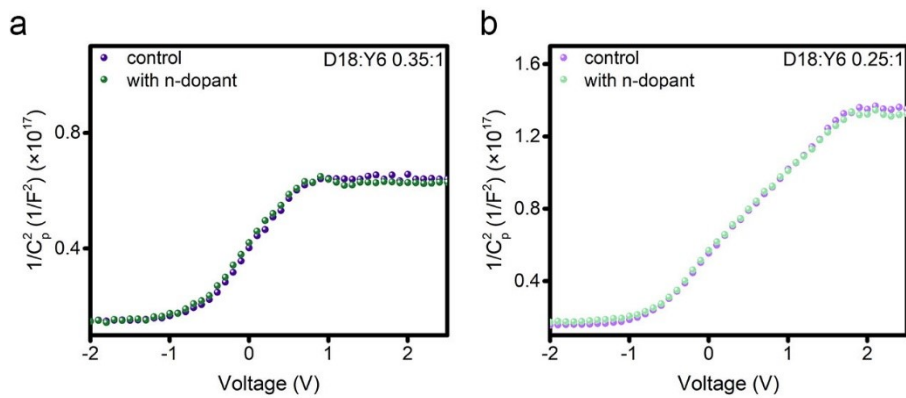 a
control
with n-dopant
D18:Y6 0.35:1
0.8
0.4
1/C_p^2 (1/F^2) (×10^17)
-2
-1
0
1
2
Voltage (V)
b
control
with n-dopant
D18:Y6 0.25:1
1.6
1.2
0.8
0.4
1/C_p^2 (1/F^2) (×10^17)
-2
-1
0
1
2
Voltage (V)